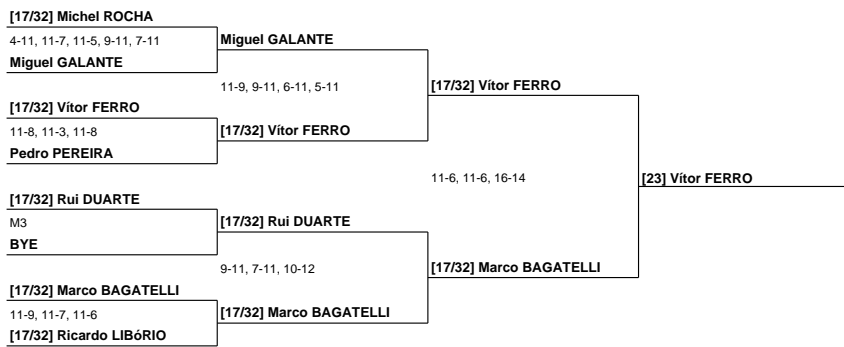 [17/32] Michel ROCHA
4-11, 11-7, 11-5, 9-11, 7-11
Miguel GALANTE
Miguel GALANTE
11-9, 9-11, 6-11, 5-11
[17/32] Vítor FERRO
[17/32] Vítor FERRO
11-8, 11-3, 11-8
[17/32] Vítor FERRO
Pedro PEREIRA
11-6, 11-6, 16-14
[23] Vítor FERRO
[17/32] Rui DUARTE
M3
[17/32] Rui DUARTE
BYE
9-11, 7-11, 10-12
[17/32] Marco BAGATELLI
[17/32] Marco BAGATELLI
11-9, 11-7, 11-6
[17/32] Marco BAGATELLI
[17/32] Ricardo LIBóRIO